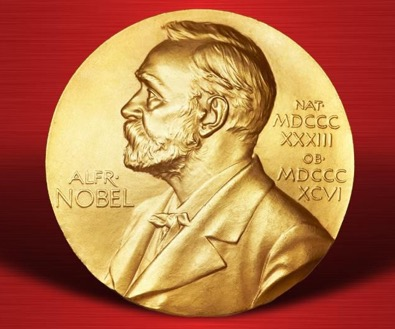 ALFR·
NOBEL
NAT·
MDCCC
XXXIII
OB·
MDCCC
XCVI